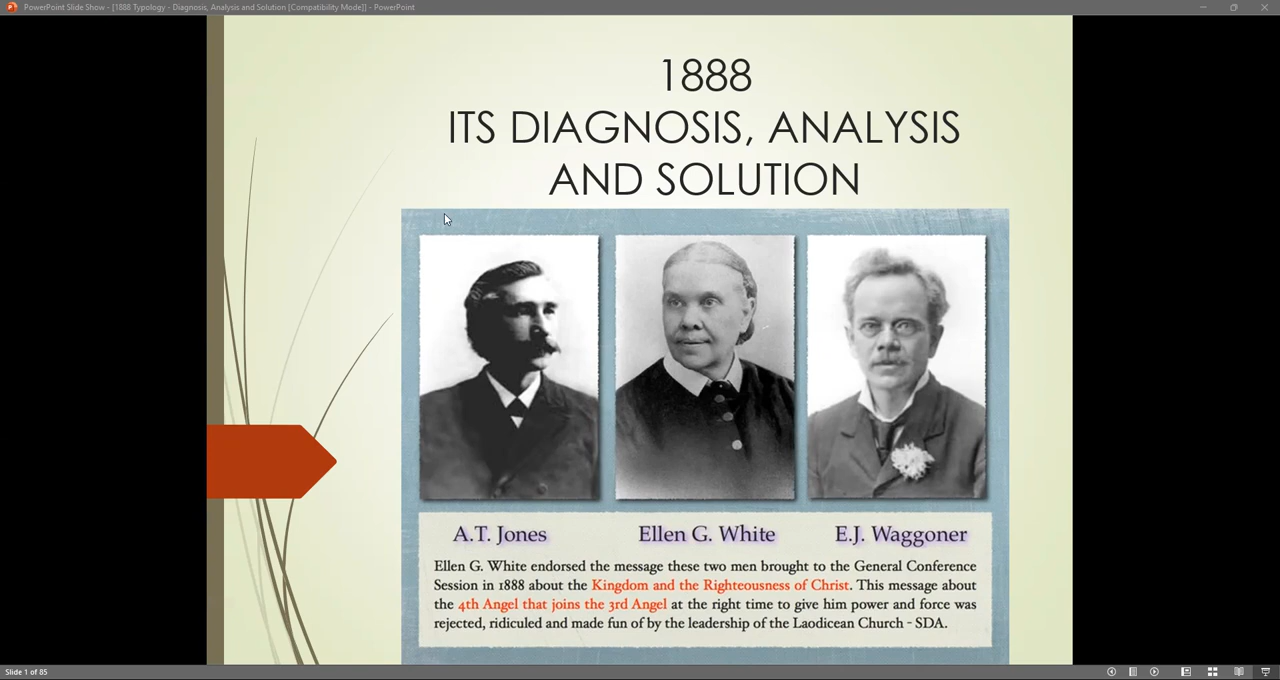 PowerPoint Slide Show - [1888 Typology - Diagnosis, Analysis and Solution [Compatibility Mode]] - PowerPoint
1888
ITS DIAGNOSIS, ANALYSIS
AND SOLUTION
A.T. Jones Ellen G. White E.J. Waggoner
Ellen G. White endorsed the message these two men brought to the General Conference
Session in 1888 about the Kingdom and the Righteousness of Christ. This message about
the 4th Angel that joins the 3rd Angel at the right time to give him power and force was
rejected, ridiculed and made fun of by the leadership of the Laodicean Church - SDA.
Slide 1 of 85